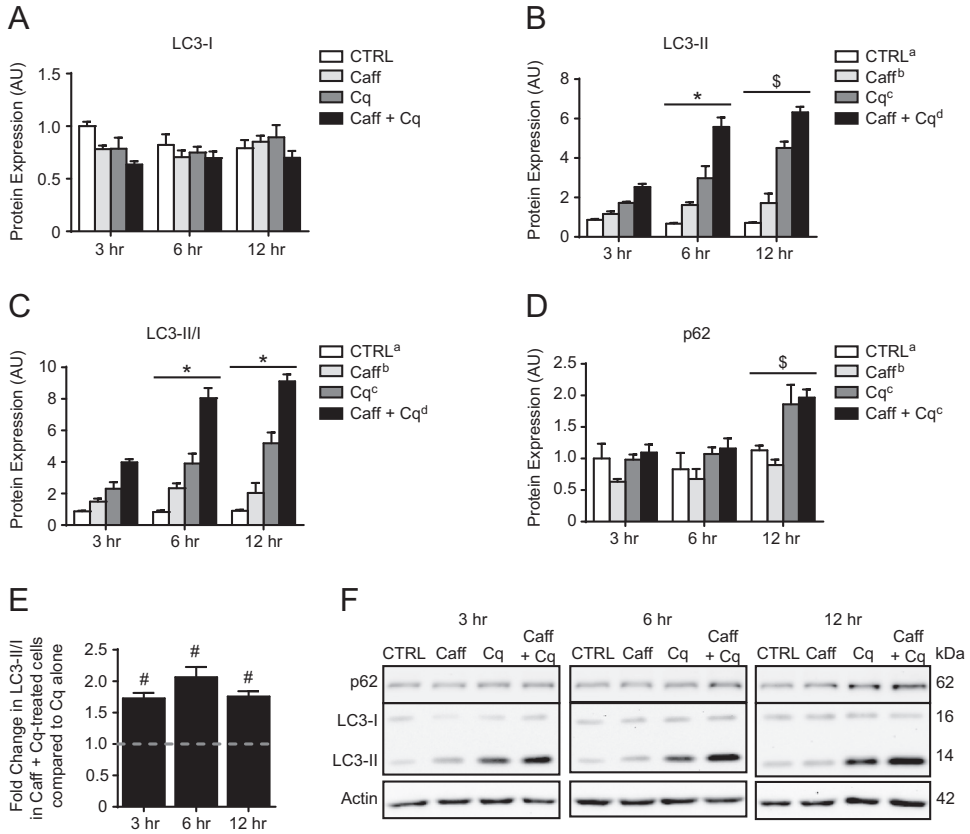 A
LC3-I
Protein Expression (AU)
1.5
1.0
0.5
0
3 hr 6 hr 12 hr
CTRL
Caff
Cq
Caff + Cq
B
LC3-II
Protein Expression (AU)
8
6
4
2
0
* $
3 hr 6 hr 12 hr
CTRLᵃ
Caffᵇ
Cqᶜ
Caff + Cqᵈ
C
LC3-II/I
Protein Expression (AU)
10
8
6
4
2
0
* *
3 hr 6 hr 12 hr
CTRLᵃ
Caffᵇ
Cqᶜ
Caff + Cqᵈ
D
p62
Protein Expression (AU)
2.5
2.0
1.5
1.0
0.5
0
$
3 hr 6 hr 12 hr
CTRLᵃ
Caffᵇ
Cqᶜ
Caff + Cqᶜ
E
Fold Change in LC3-II/I
in Caff + Cq-treated cells
compared to Cq alone
2.5
2.0
1.5
1.0
0.5
0
# # #
3 hr 6 hr 12 hr
F
3 hr 6 hr 12 hr
CTRL Caff Cq Caff + Cq CTRL Caff Cq Caff + Cq CTRL Caff Cq Caff + Cq kDa
p62 62
LC3-I 16
LC3-II 14
Actin 42